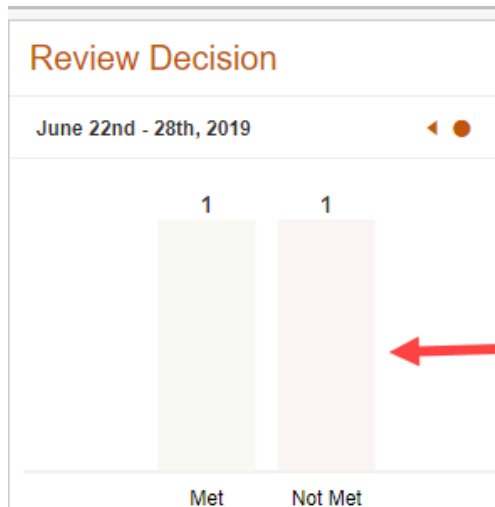 Review Decision
June 22nd - 28th, 2019
1 1
Met Not Met